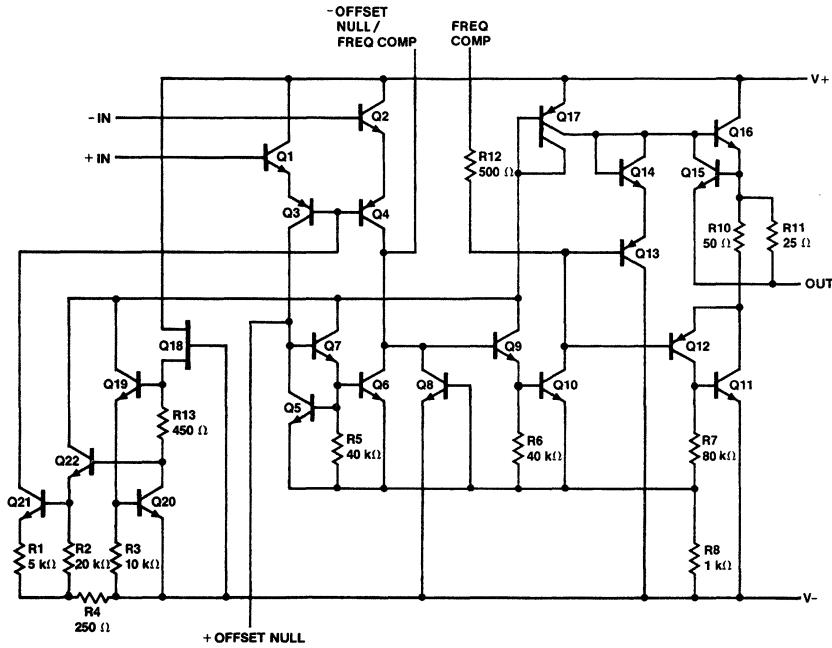 − OFFSET
NULL /
FREQ COMP
FREQ
COMP
V+
− IN
Q2
Q17
Q16
+ IN
Q1
R12
500 Ω
Q14
Q15
Q3
Q4
R10
50 Ω
R11
25 Ω
Q13
OUT
Q18
Q7
Q9
Q12
Q19
Q6
Q8
Q10
Q11
R13
450 Ω
Q5
R5
40 kΩ
R6
40 kΩ
R7
80 kΩ
Q22
Q21
Q20
R1
5 kΩ
R2
20 kΩ
R3
10 kΩ
R8
1 kΩ
V−
R4
250 Ω
+ OFFSET NULL